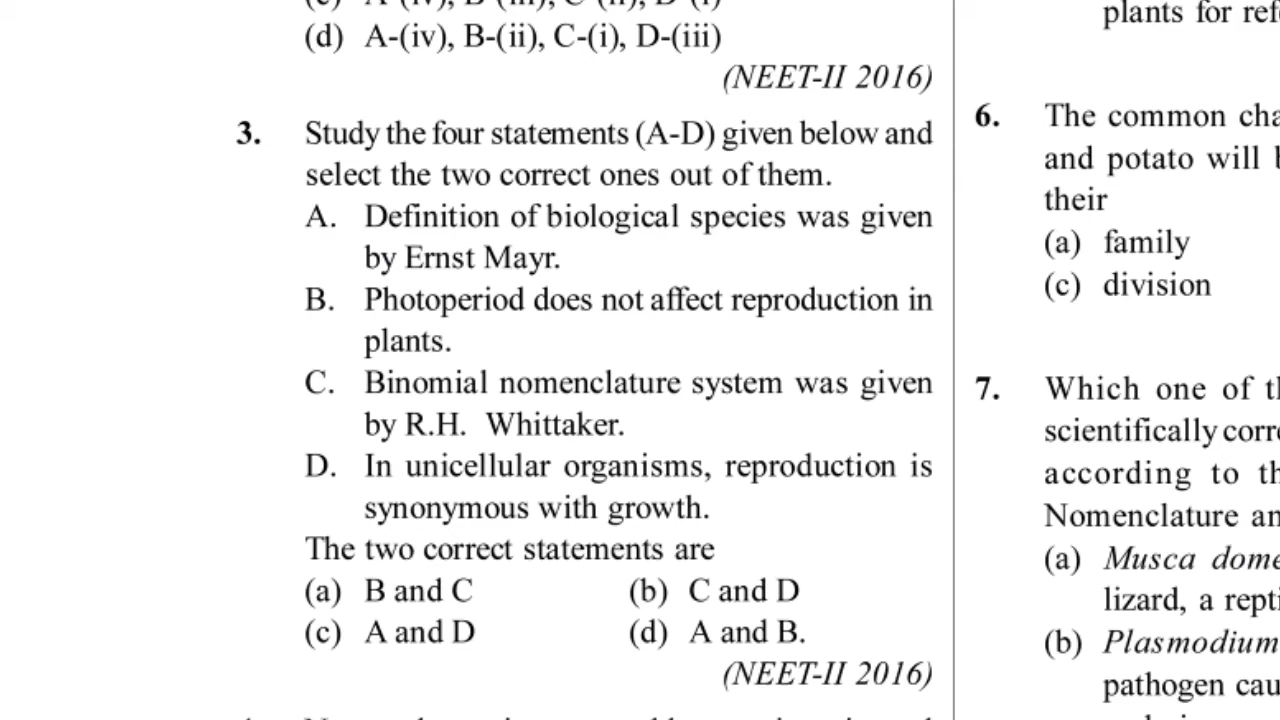 (d) A-(iv), B-(ii), C-(i), D-(iii)
(NEET-II 2016)
3. Study the four statements (A-D) given below and
select the two correct ones out of them.
A. Definition of biological species was given
by Ernst Mayr.
B. Photoperiod does not affect reproduction in
plants.
C. Binomial nomenclature system was given
by R.H. Whittaker.
D. In unicellular organisms, reproduction is
synonymous with growth.
The two correct statements are
(a) B and C (b) C and D
(c) A and D (d) A and B.
(NEET-II 2016)
plants for ref
6. The common cha
and potato will b
their
(a) family
(c) division
7. Which one of th
scientifically corre
according to th
Nomenclature an
(a) Musca dome
lizard, a repti
(b) Plasmodium
pathogen cau